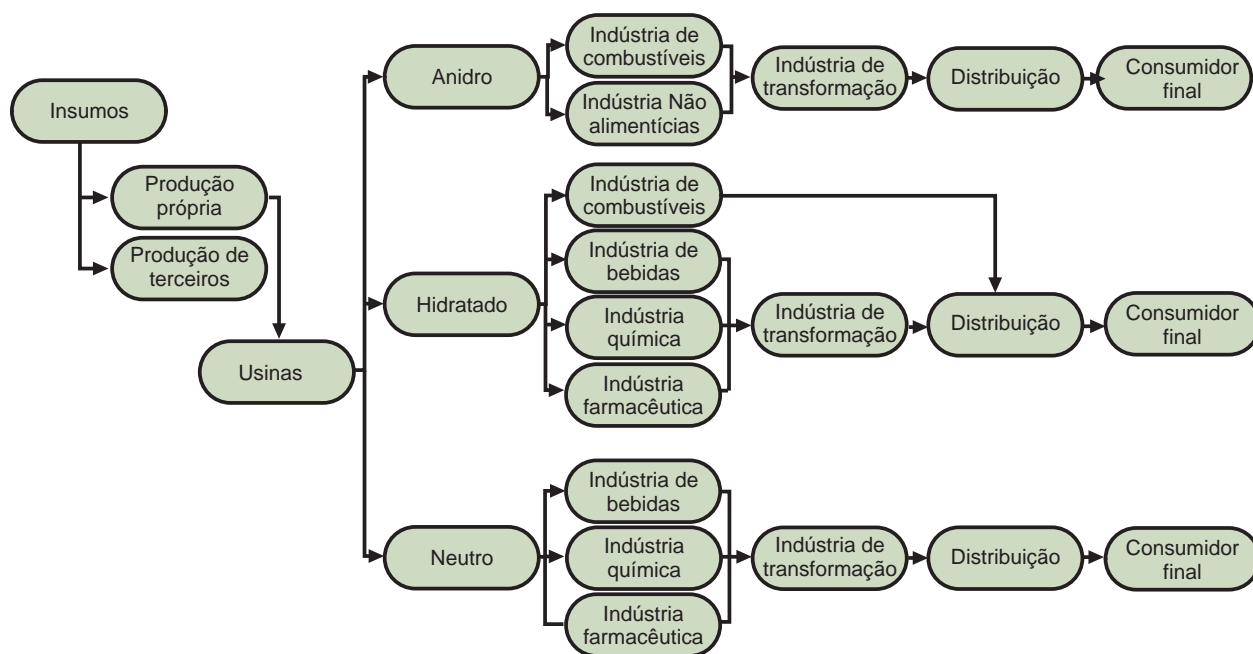 Insumos
Produção
própria
Produção de
terceiros
Usinas
Anidro
Indústria de
combustíveis
Indústria Não
alimentícias
Indústria de
transformação
Distribuição
Consumidor
final
Hidratado
Indústria de
combustíveis
Indústria de
bebidas
Indústria
química
Indústria
farmacêutica
Indústria de
transformação
Distribuição
Consumidor
final
Neutro
Indústria de
bebidas
Indústria
química
Indústria
farmacêutica
Indústria de
transformação
Distribuição
Consumidor
final